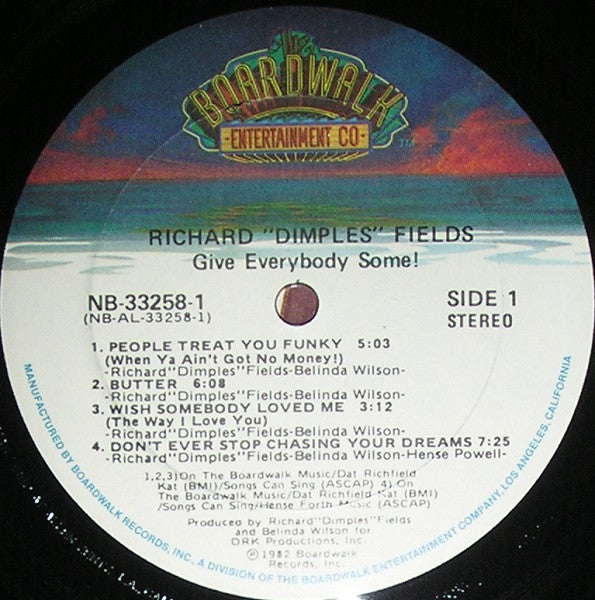 The
BOARDWALK
-ENTERTAINMENT CO-
TM
RICHARD "DIMPLES" FIELDS
Give Everybody Some!
NB-33258-1
(NB-AL-33258-1)
SIDE 1
STEREO
1. PEOPLE TREAT YOU FUNKY 5:03
(When Ya Ain't Got No Money!)
-Richard"Dimples"Fields-Belinda Wilson-
2. BUTTER 6:08
-Richard"Dimples"Fields-Belinda Wilson-
3. WISH SOMEBODY LOVED ME 3:12
(The Way I Love You)
-Richard"Dimples"Fields-Belinda Wilson-
4. DON'T EVER STOP CHASING YOUR DREAMS 7:25
-Richard"Dimples"Fields-Belinda Wilson-Hense Powell-
1,2,3)On The Boardwalk Music/Dat Richfield
Kat (BMI)/Songs Can Sing (ASCAP) 4) On
The Boardwalk Music/Dat Richfield Kat (BMI)
/Songs Can Sing/Hense Forth Music (ASCAP)
Produced by Richard"Dimples"Fields
and Belinda Wilson for
DRK Productions, Inc.
℗1982 Boardwalk
Records, Inc.
MANUFACTURED BY BOARDWALK RECORDS, INC., A DIVISION OF THE BOARDWALK ENTERTAINMENT COMPANY, LOS ANGELES, CALIFORNIA